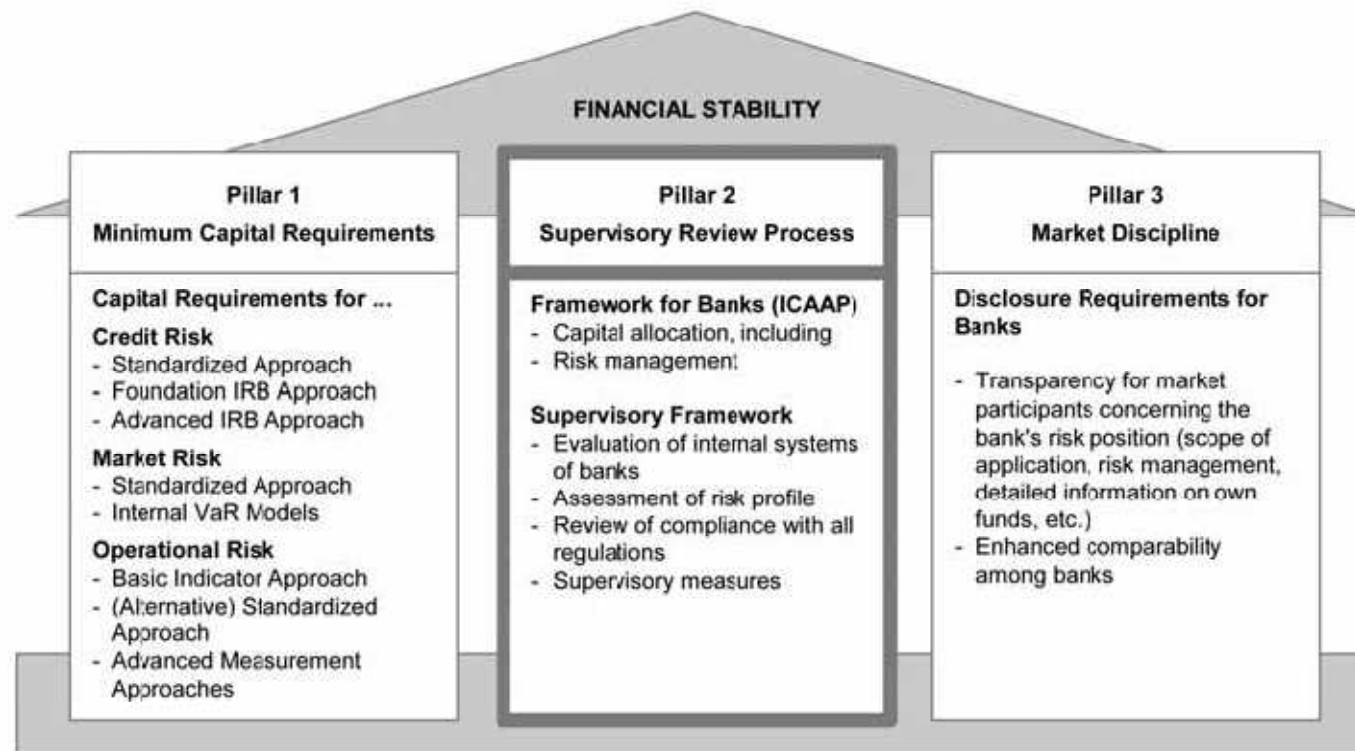 FINANCIAL STABILITY
Pillar 1
Minimum Capital Requirements
Capital Requirements for ...
Credit Risk
- Standardized Approach
- Foundation IRB Approach
- Advanced IRB Approach
Market Risk
- Standardized Approach
- Internal VaR Models
Operational Risk
- Basic Indicator Approach
- (Alternative) Standardized
Approach
- Advanced Measurement
Approaches
Pillar 2
Supervisory Review Process
Framework for Banks (ICAAP)
- Capital allocation, including
- Risk management
Supervisory Framework
- Evaluation of internal systems
of banks
- Assessment of risk profile
- Review of compliance with all
regulations
- Supervisory measures
Pillar 3
Market Discipline
Disclosure Requirements for
Banks
- Transparency for market
participants concerning the
bank's risk position (scope of
application, risk management,
detailed information on own
funds, etc.)
- Enhanced comparability
among banks